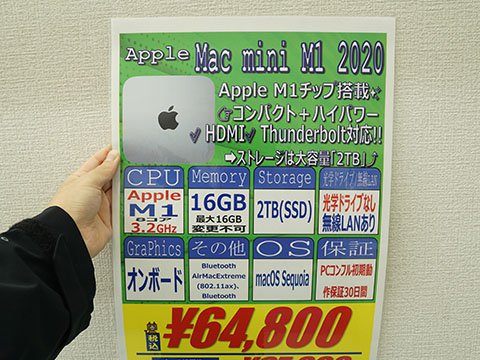 Apple Mac mini M1 2020
Apple M1チップ搭載
コンパクト+ハイパワー
✓HDMI✓Thunderbolt対応!!
➡ストレージは大容量「2TB」
CPU
Apple
M1
8コア
3.2GHz
Memory
16GB
最大16GB
変更不可
Storage
2TB(SSD)
光学ドライブ/無線LAN
光学ドライブなし
無線LANあり
GraPhics
オンボード
その他
Bluetooth
AirMacExtreme
(802.11ax)、
Bluetooth
OS
macOS Sequoia
保証
PCコンフル初期動
作保証30日間
税込
¥64,800